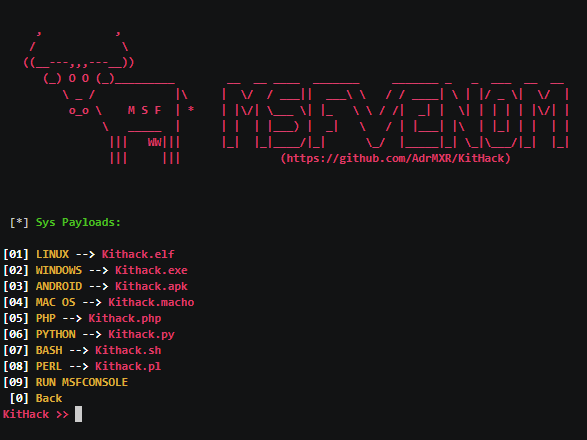 M S F
MSFVENOM
(https://github.com/AdrMXR/KitHack)
[*] Sys Payloads:
[01] LINUX --> Kithack.elf
[02] WINDOWS --> Kithack.exe
[03] ANDROID --> Kithack.apk
[04] MAC OS --> Kithack.macho
[05] PHP --> Kithack.php
[06] PYTHON --> Kithack.py
[07] BASH --> Kithack.sh
[08] PERL --> Kithack.pl
[09] RUN MSFCONSOLE
[0] Back
KitHack >>